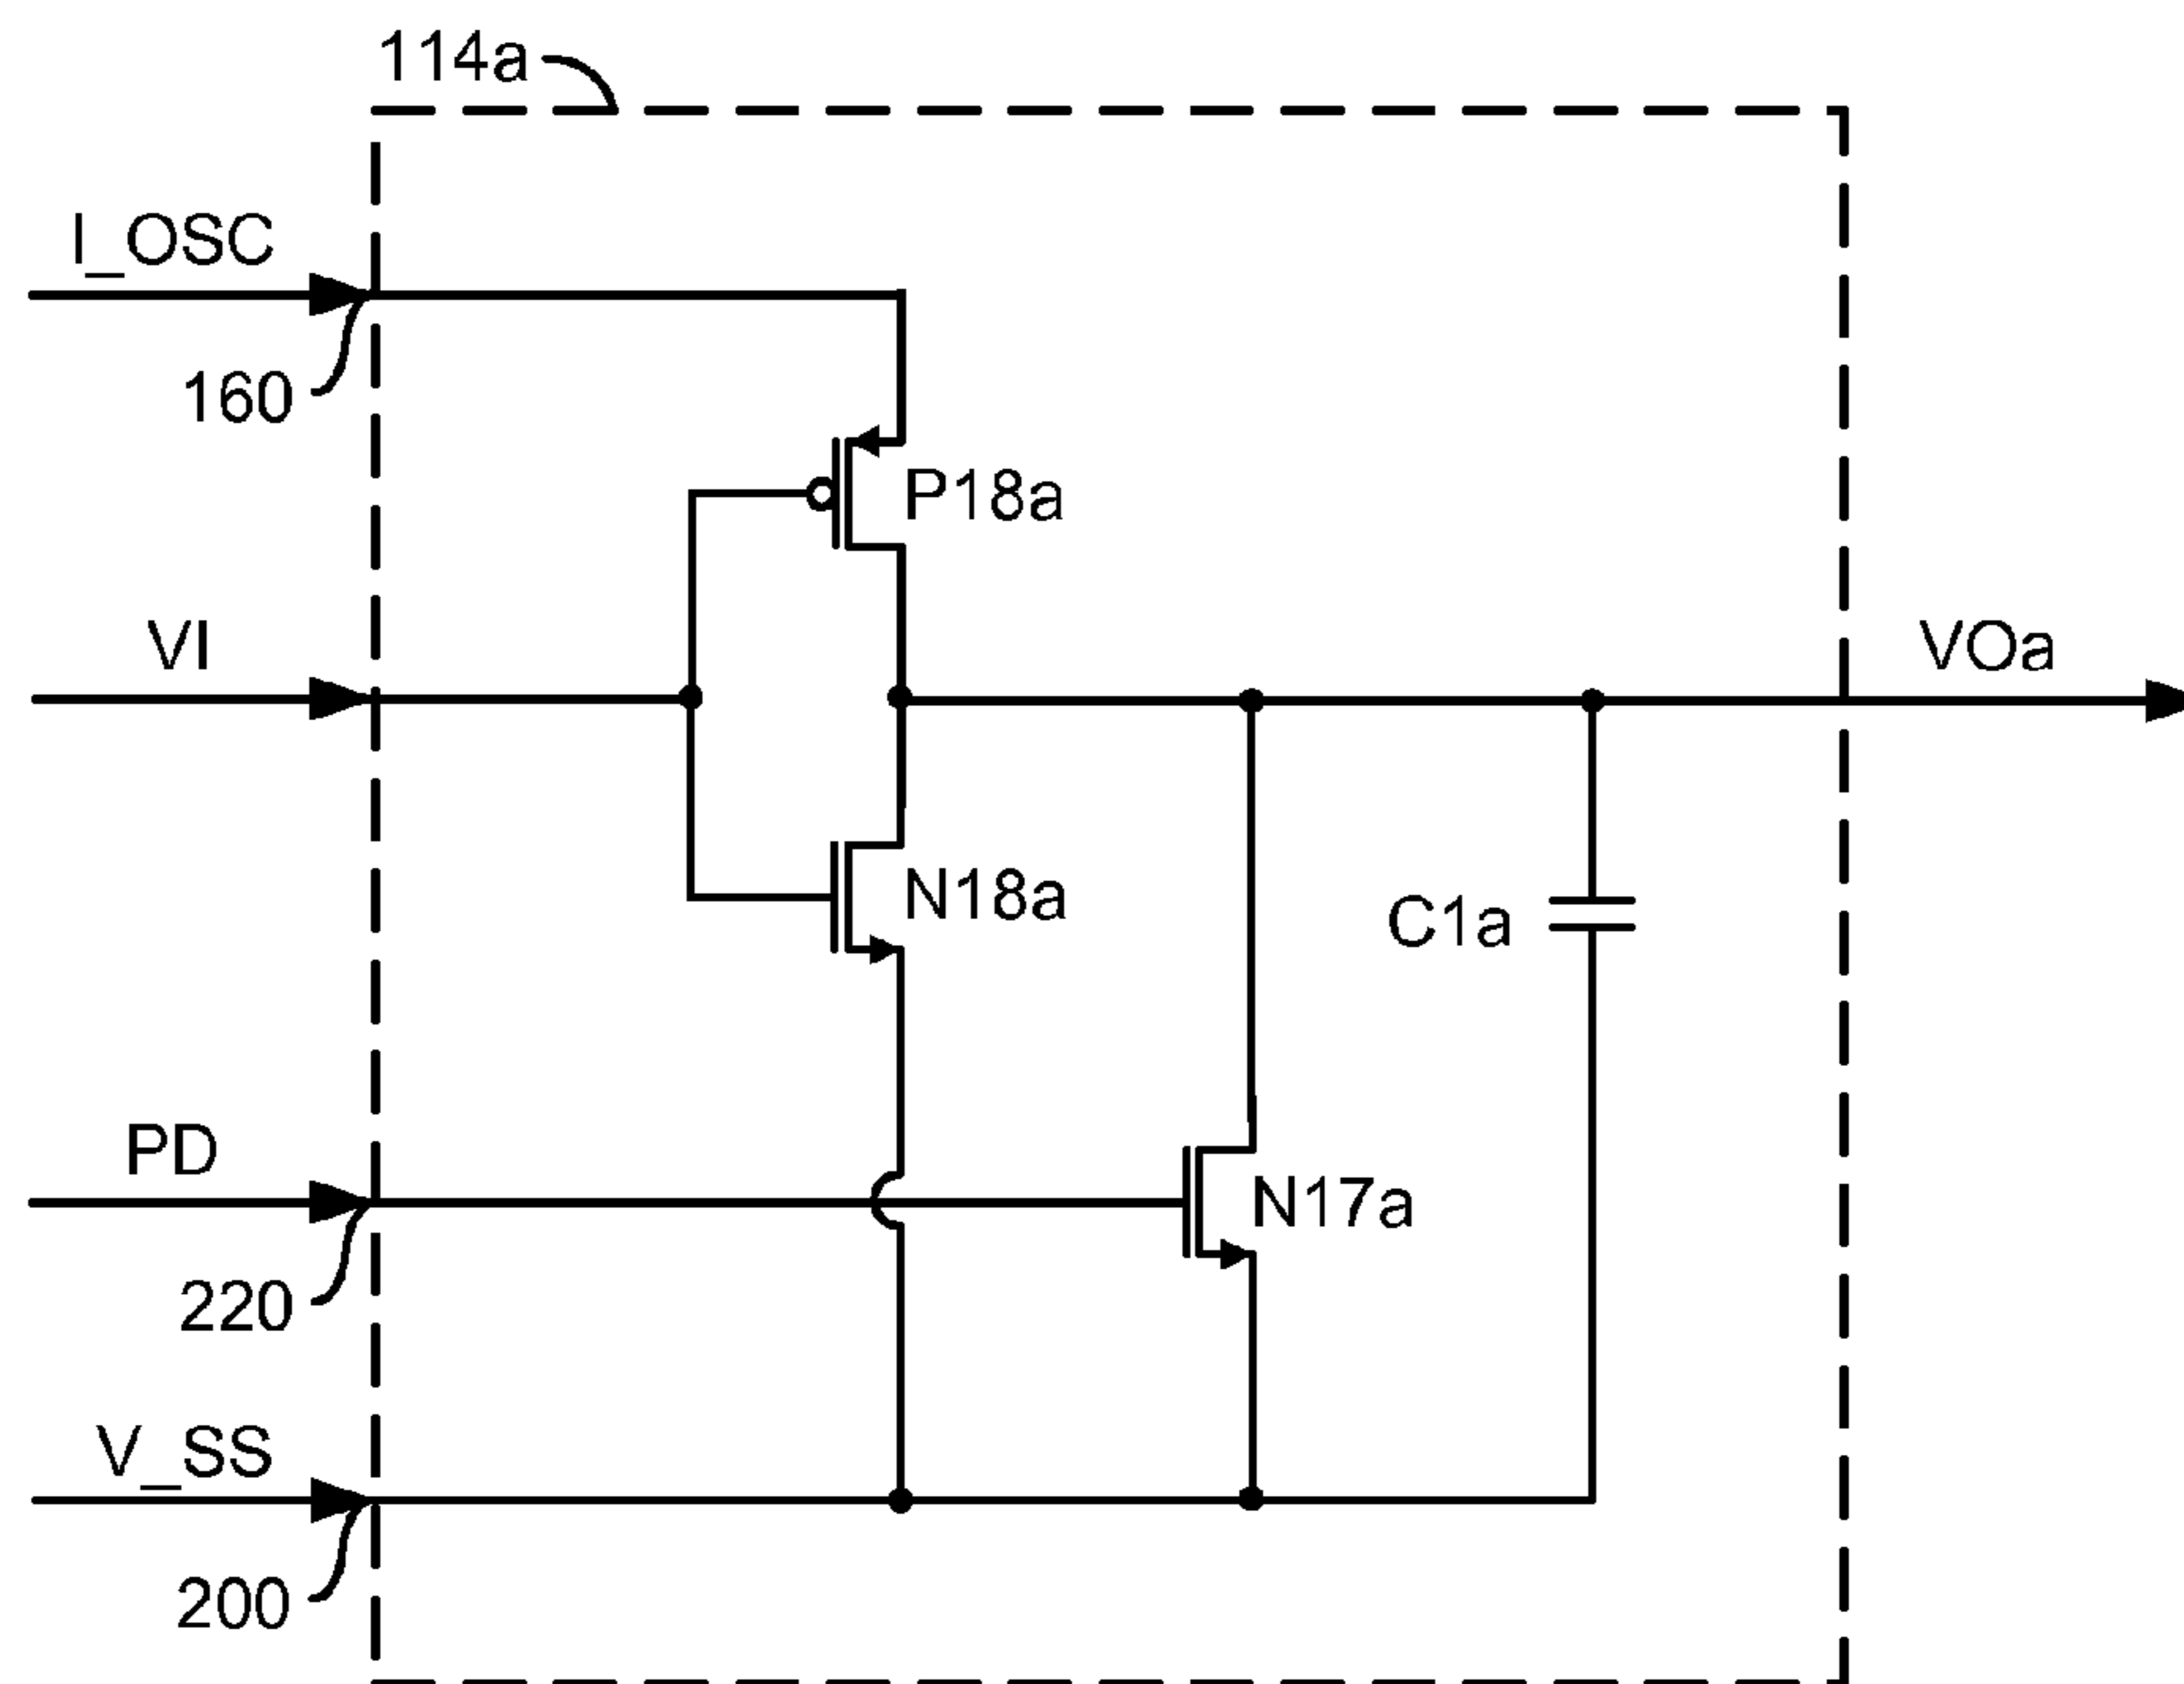 114a
I_OSC
160
P18a
VI
VOa
N18a
C1a
PD
N17a
220
V_SS
200